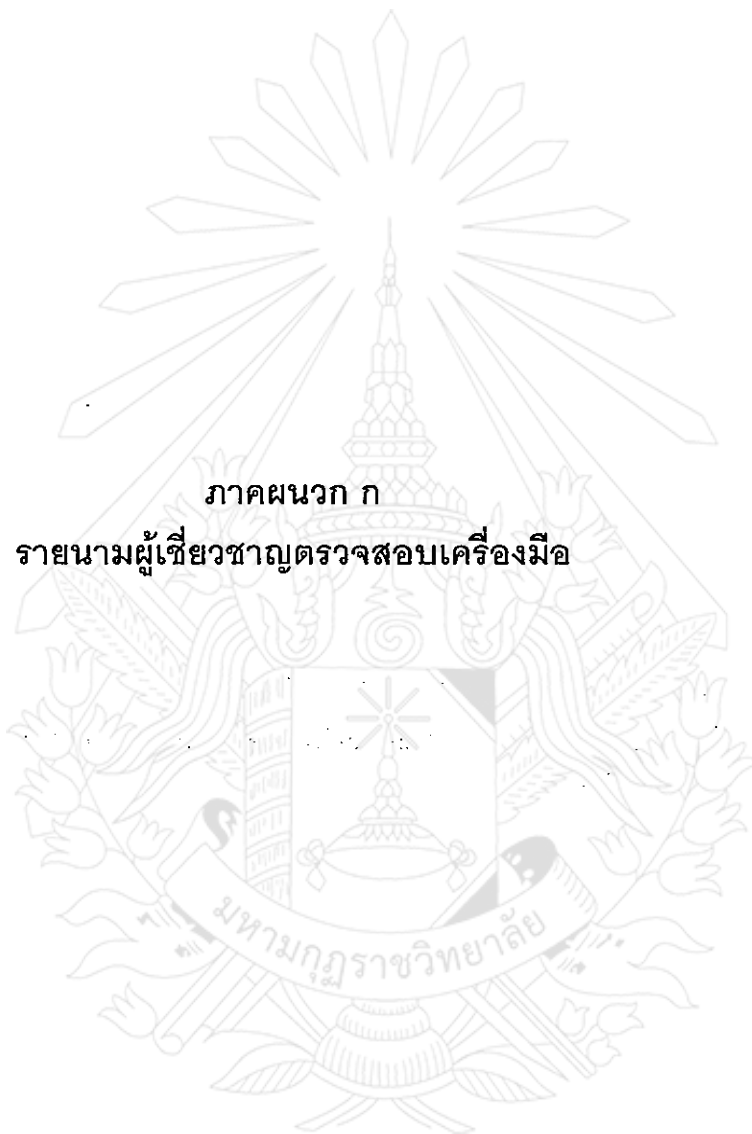 ภาคผนวก ก
รายนามผู้เชี่ยวชาญตรวจสอบเครื่องมือ
มหามกุฏราชวิทยาลัย